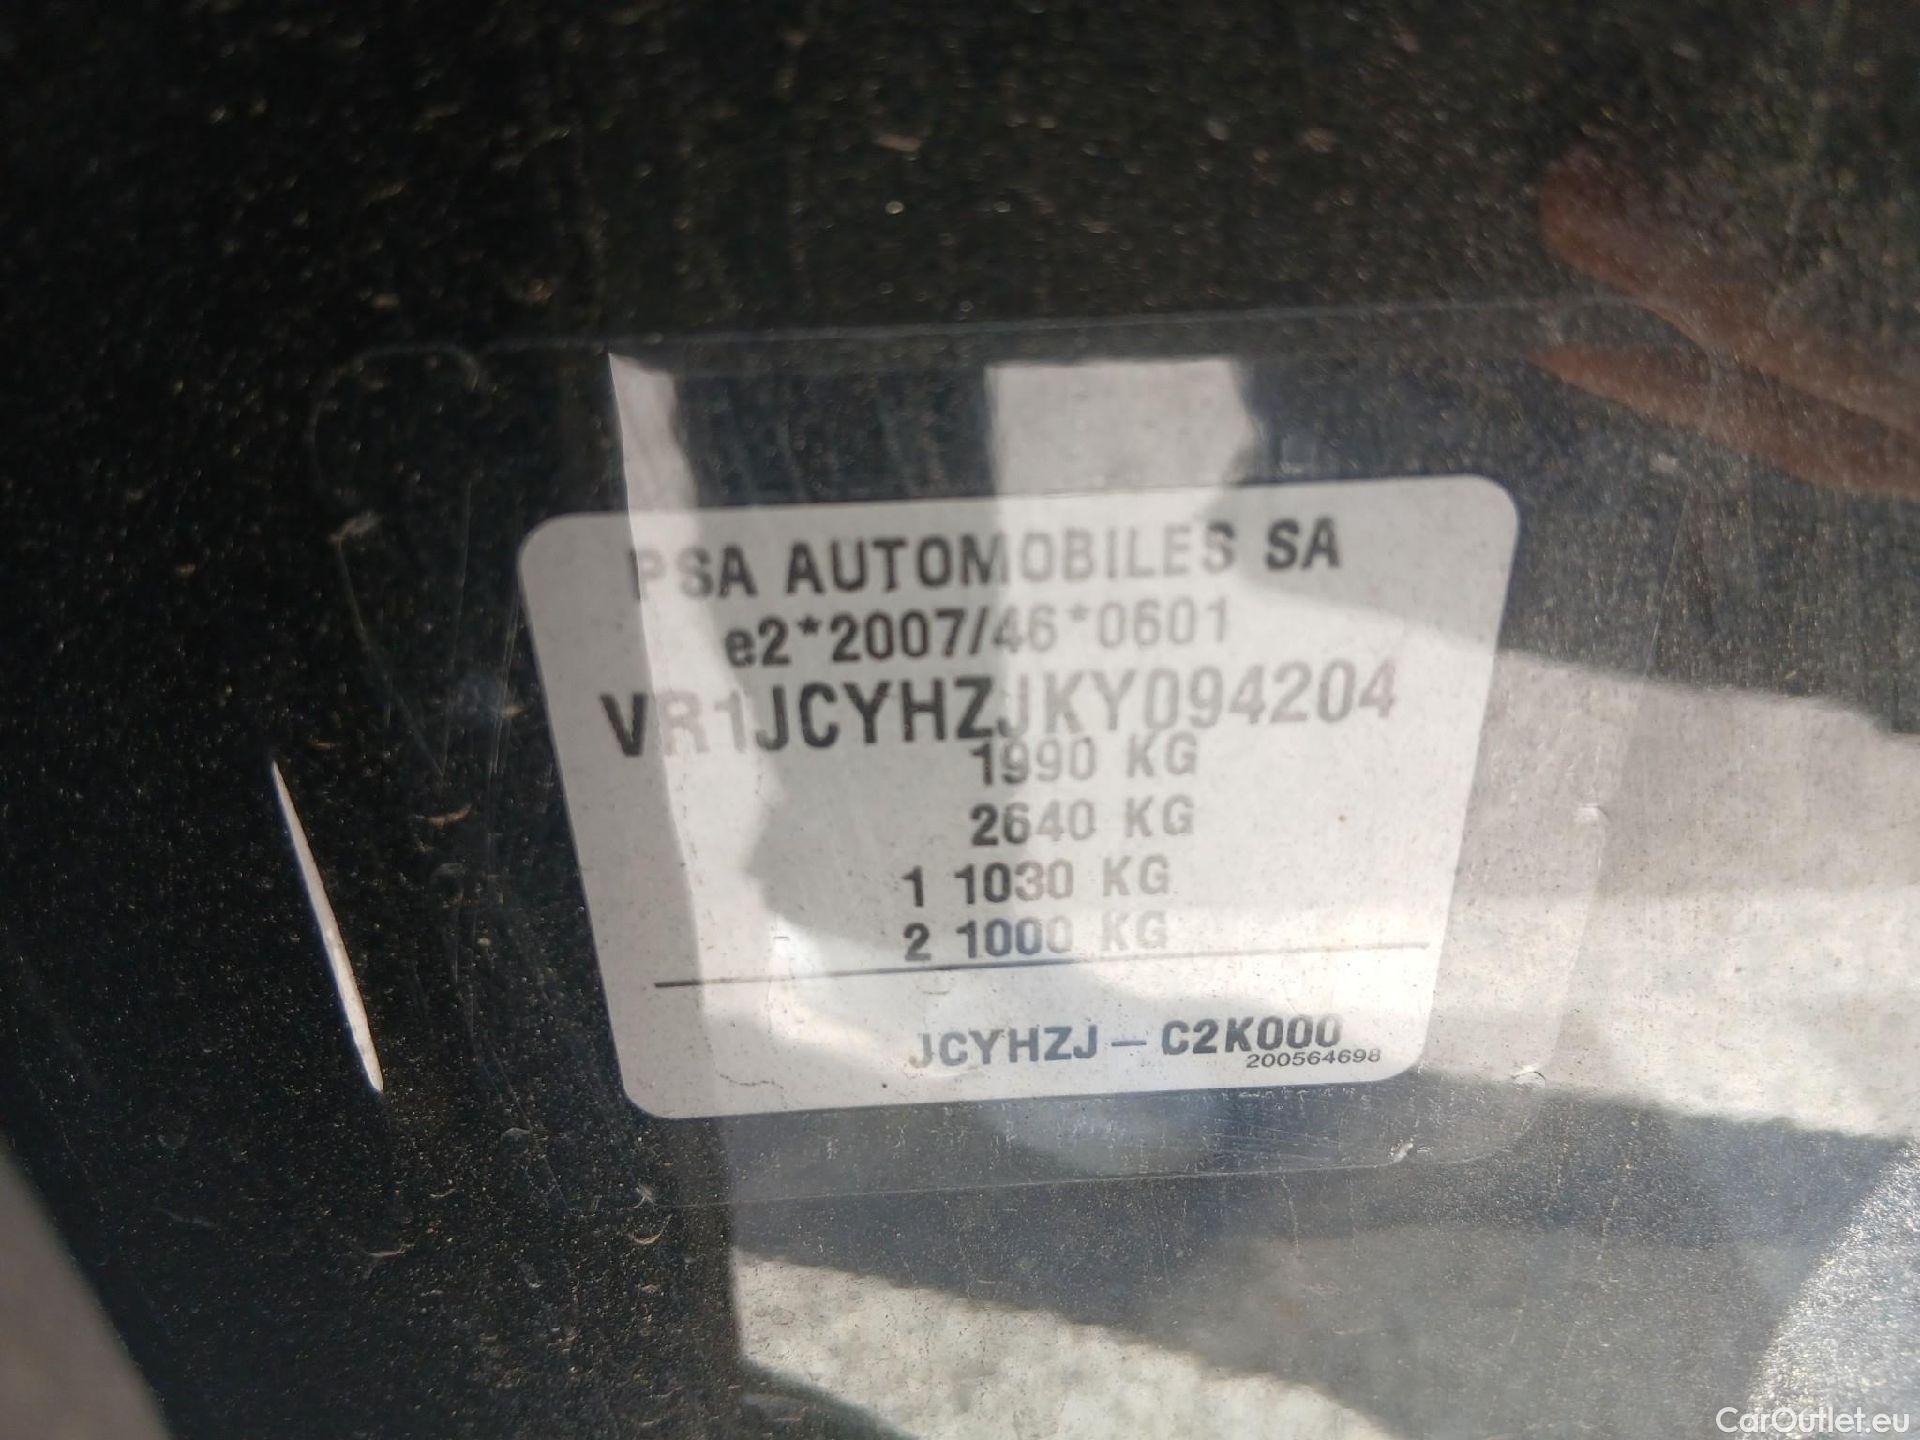 PSA AUTOMOBILES SA
e2*2007/46*0601
VR1JCYHZJKY094204
1990 KG
2640 KG
1 1030 KG
2 1000 KG
JCYHZJ – C2K000
200564698
CarOutlet.eu